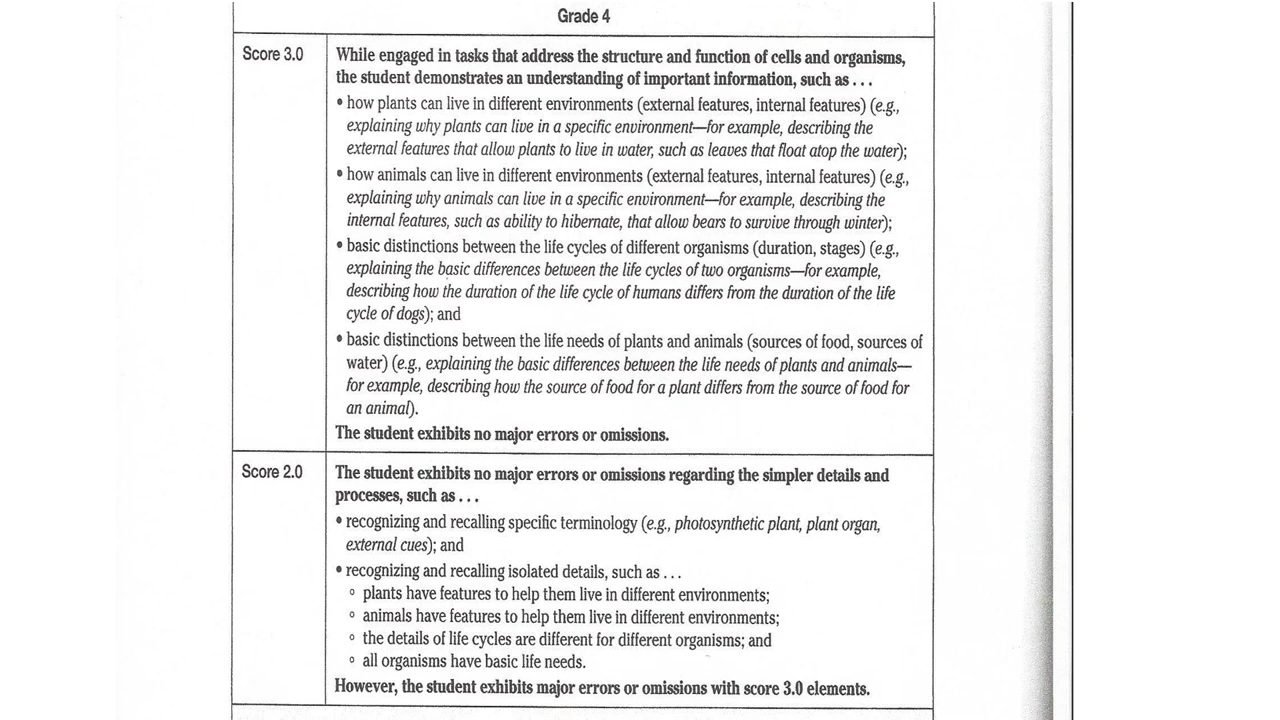 Grade 4
Score 3.0
While engaged in tasks that address the structure and function of cells and organisms,
the student demonstrates an understanding of important information, such as . . .
• how plants can live in different environments (external features, internal features) (e.g.,
explaining why plants can live in a specific environment—for example, describing the
external features that allow plants to live in water, such as leaves that float atop the water);
• how animals can live in different environments (external features, internal features) (e.g.,
explaining why animals can live in a specific environment—for example, describing the
internal features, such as ability to hibernate, that allow bears to survive through winter);
• basic distinctions between the life cycles of different organisms (duration, stages) (e.g.,
explaining the basic differences between the life cycles of two organisms—for example,
describing how the duration of the life cycle of humans differs from the duration of the life
cycle of dogs); and
• basic distinctions between the life needs of plants and animals (sources of food, sources of
water) (e.g., explaining the basic differences between the life needs of plants and animals—
for example, describing how the source of food for a plant differs from the source of food for
an animal).
The student exhibits no major errors or omissions.
Score 2.0
The student exhibits no major errors or omissions regarding the simpler details and
processes, such as . . .
• recognizing and recalling specific terminology (e.g., photosynthetic plant, plant organ,
external cues); and
• recognizing and recalling isolated details, such as . . .
° plants have features to help them live in different environments;
° animals have features to help them live in different environments;
° the details of life cycles are different for different organisms; and
° all organisms have basic life needs.
However, the student exhibits major errors or omissions with score 3.0 elements.